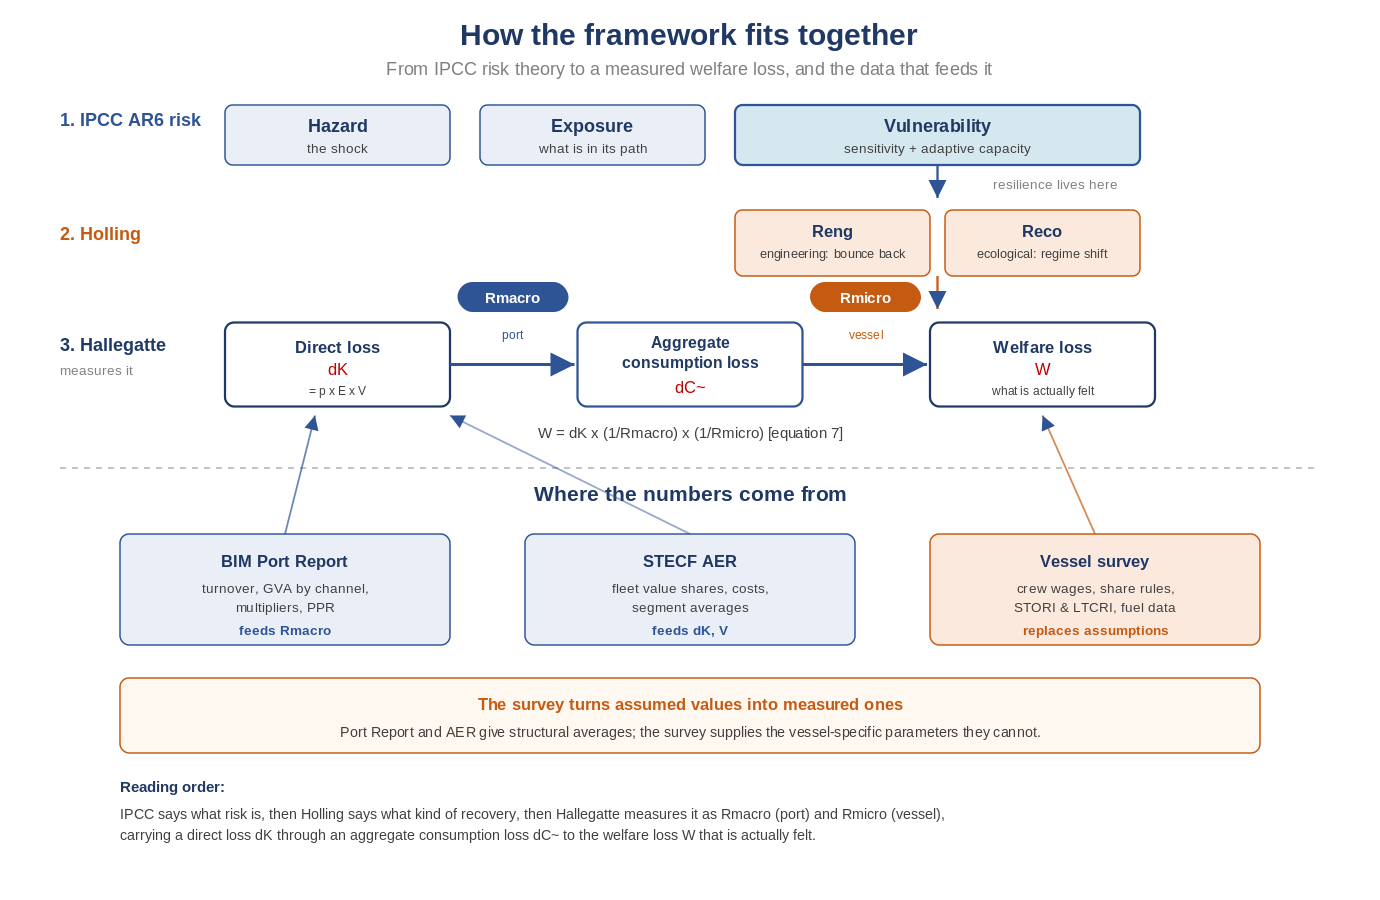 How the framework fits together
From IPCC risk theory to a measured welfare loss, and the data that feeds it
1. IPCC AR6 risk
Hazard
the shock
Exposure
what is in its path
Vulnerability
sensitivity + adaptive capacity
resilience lives here
2. Holling
Reng
engineering: bounce back
Reco
ecological: regime shift
Rmacro
port
Rmicro
vessel
3. Hallegatte
measures it
Direct loss
dK
= p x E x V
Aggregate
consumption loss
dC~
Welfare loss
W
what is actually felt
W = dK x (1/Rmacro) x (1/Rmicro) [equation 7]
Where the numbers come from
BIM Port Report
turnover, GVA by channel,
multipliers, PPR
feeds Rmacro
STECF AER
fleet value shares, costs,
segment averages
feeds dK, V
Vessel survey
crew wages, share rules,
STORI & LTCRI, fuel data
replaces assumptions
The survey turns assumed values into measured ones
Port Report and AER give structural averages; the survey supplies the vessel-specific parameters they cannot.
Reading order:
IPCC says what risk is, then Holling says what kind of recovery, then Hallegatte measures it as Rmacro (port) and Rmicro (vessel),
carrying a direct loss dK through an aggregate consumption loss dC~ to the welfare loss W that is actually felt.